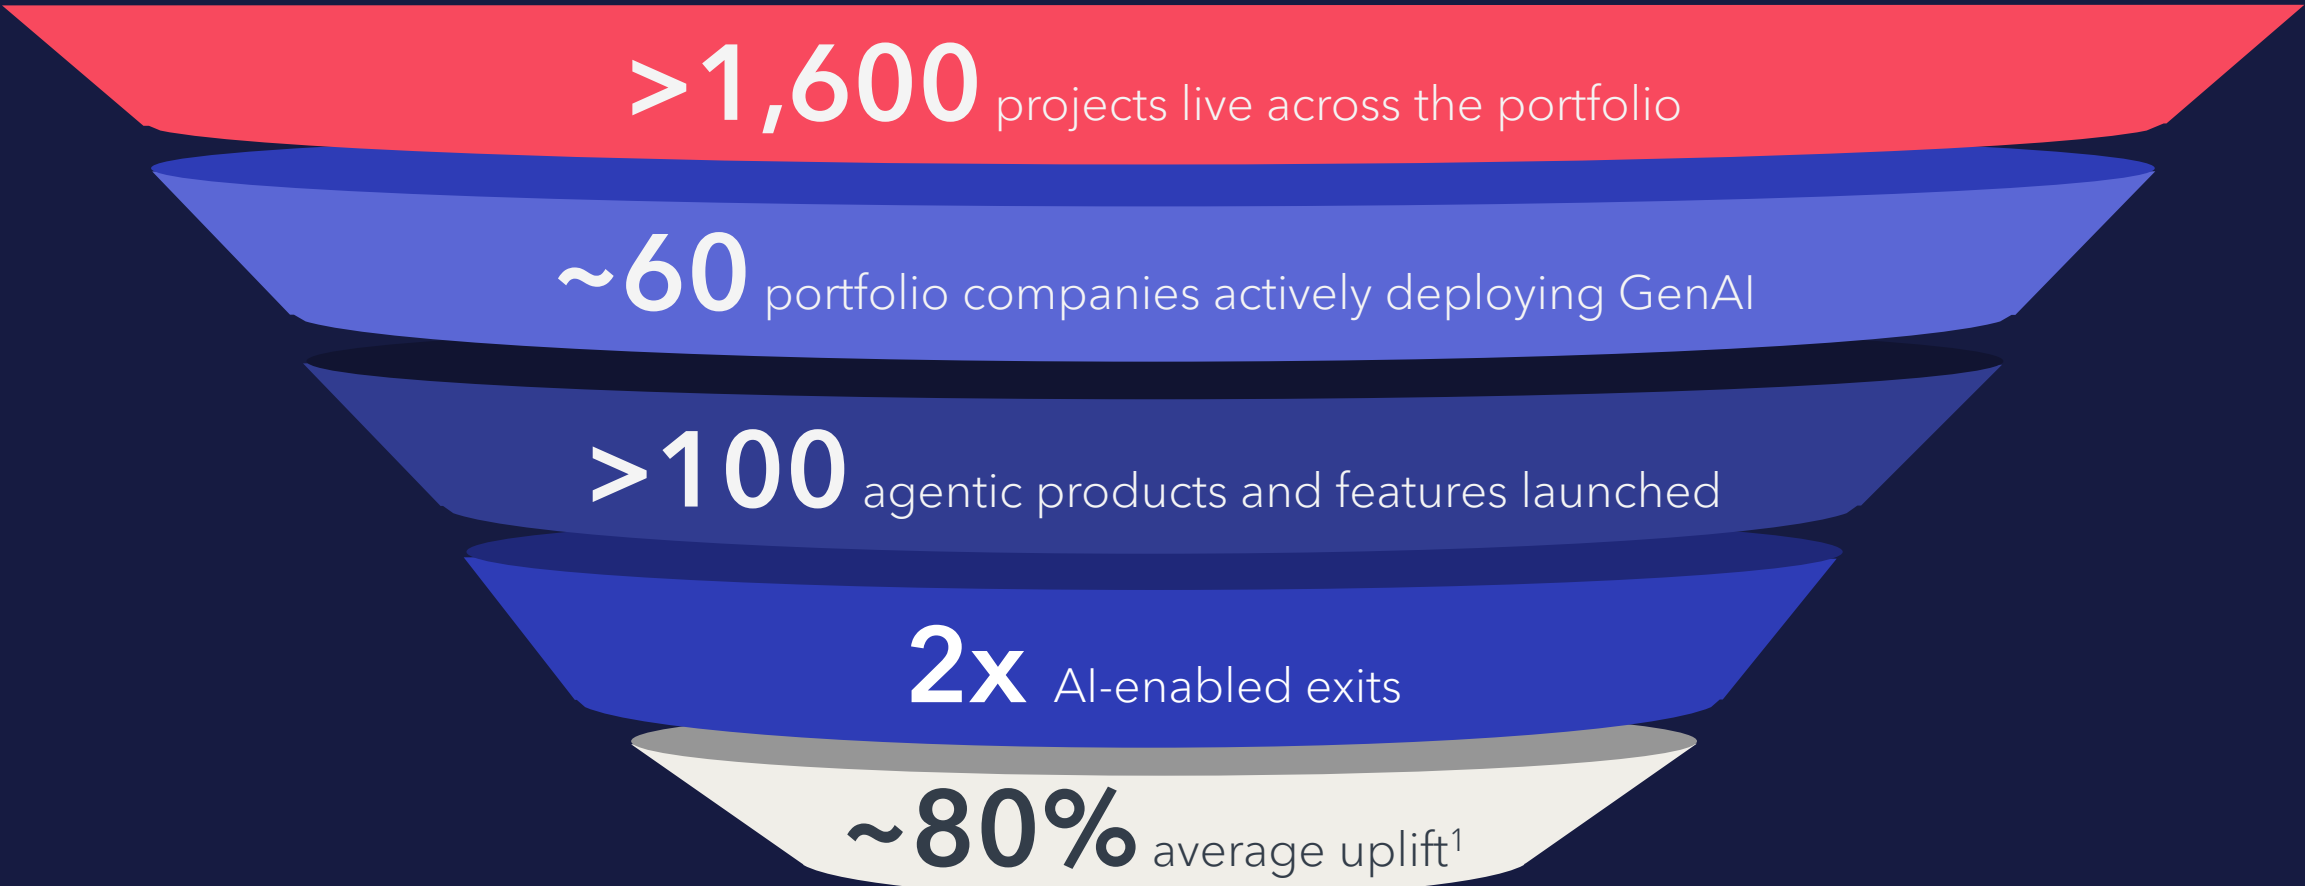 >1,600 projects live across the portfolio
~60 portfolio companies actively deploying GenAI
>100 agentic products and features launched
2x AI-enabled exits
~80% average uplift¹